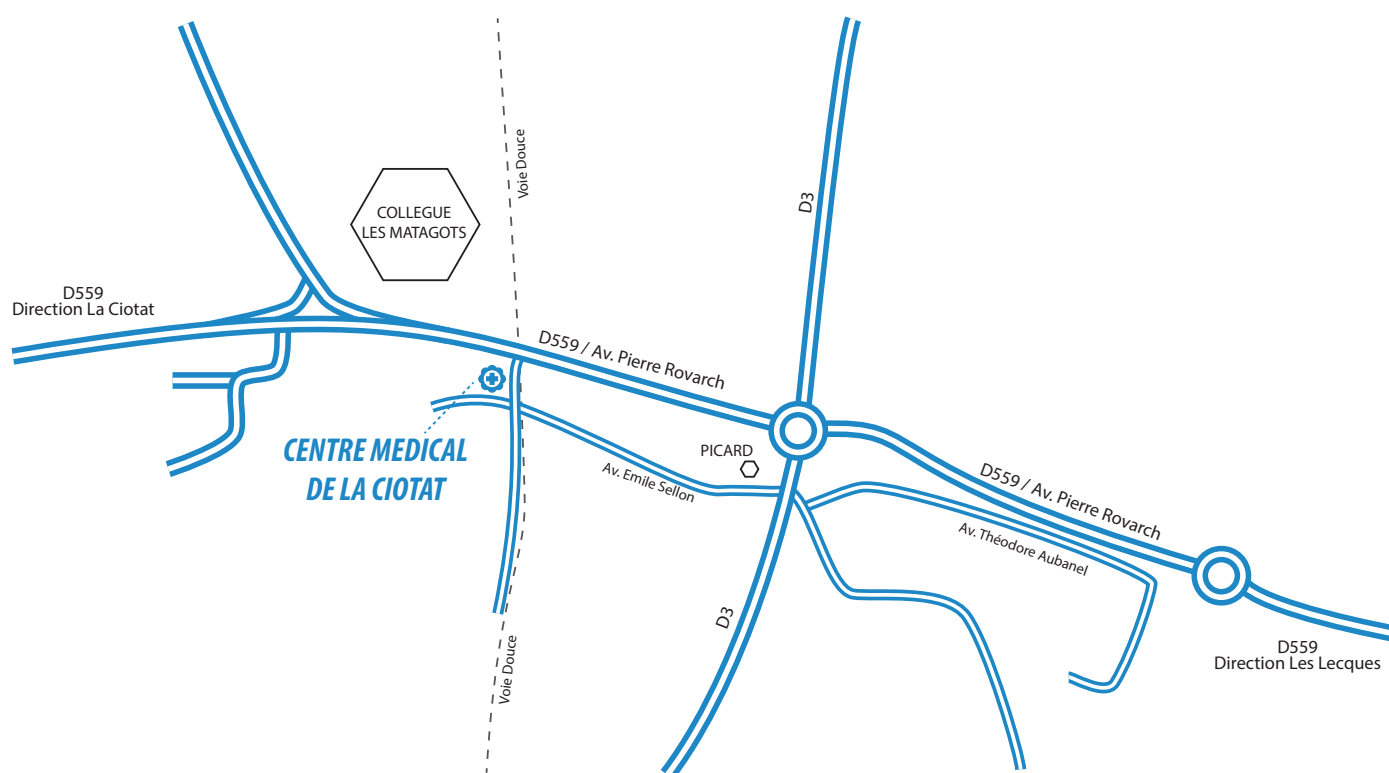 Voie Douce
D3
COLLEGUE
LES MATAGOTS
D559
Direction La Ciotat
D559 / Av. Pierre Rovarch
CENTRE MEDICAL
DE LA CIOTAT
PICARD
Av. Emile Sellon
D559 / Av. Pierre Rovarch
Av. Théodore Aubanel
D3
Voie Douce
D559
Direction Les Lecques